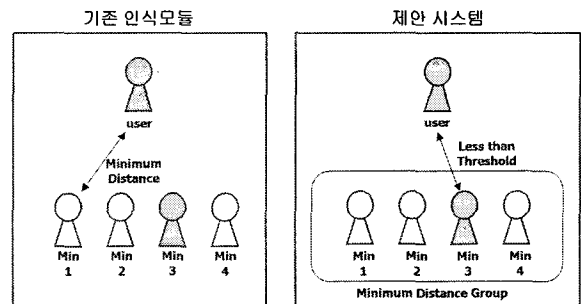 기존 인식모듈
user
Minimum
Distance
Min
1
Min
2
Min
3
Min
4
제안 시스템
user
Less than
Threshold
Min
1
Min
2
Min
3
Min
4
Minimum Distance Group